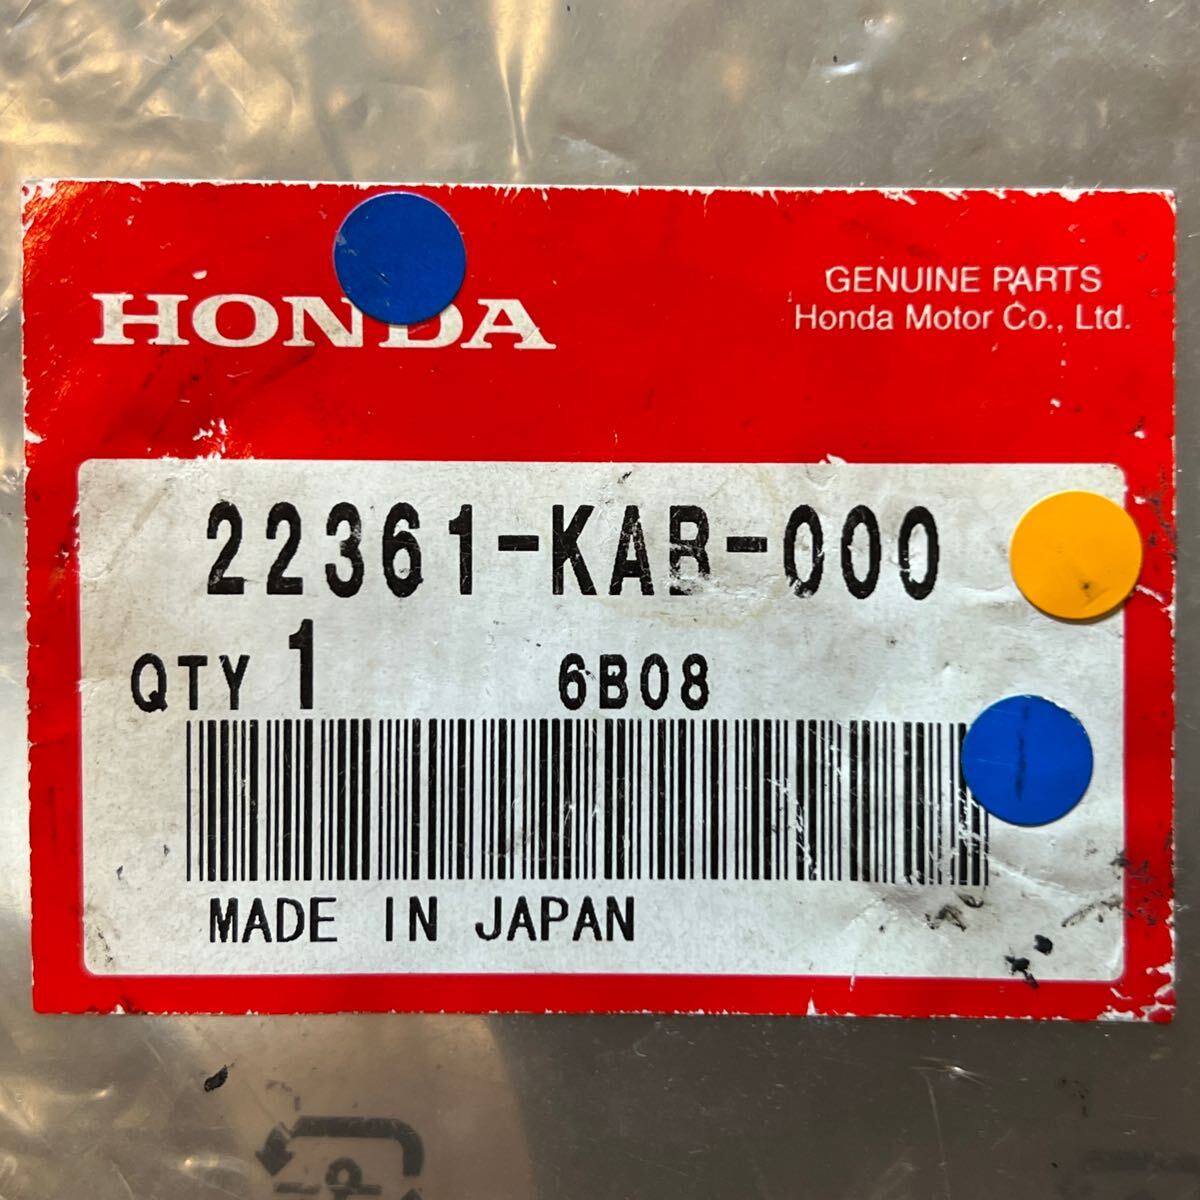 HONDA
GENUINE PARTS
Honda Motor Co., Ltd.
22361-KAB-000
QTY 1 6B08
MADE IN JAPAN